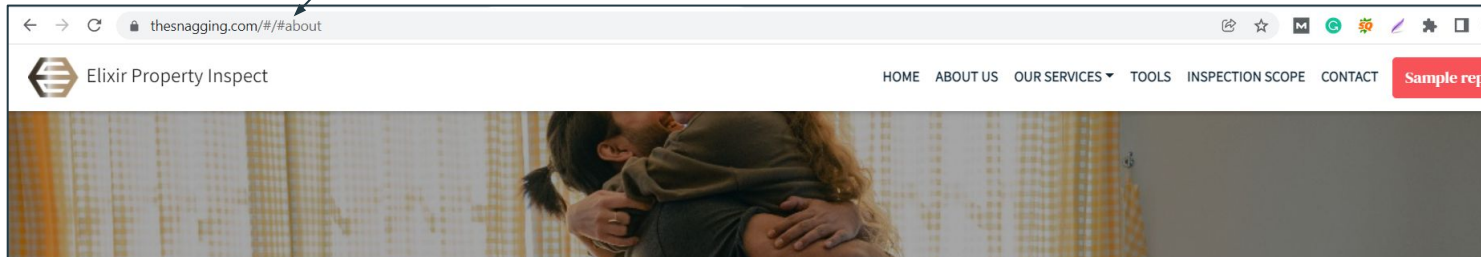 thesnagging.com/#/#about
Elixir Property Inspect
HOME ABOUT US OUR SERVICES TOOLS INSPECTION SCOPE CONTACT Sample rep